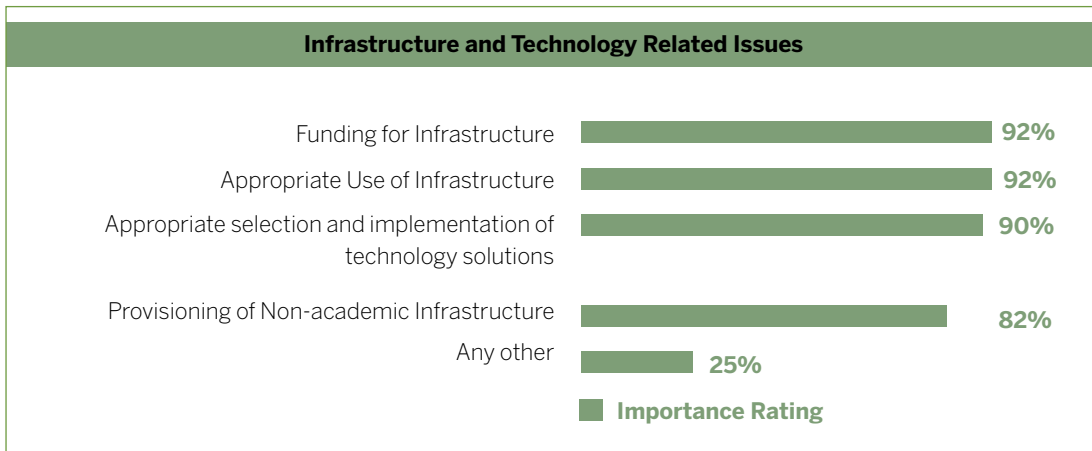 Infrastructure and Technology Related Issues
Funding for Infrastructure 92%
Appropriate Use of Infrastructure 92%
Appropriate selection and implementation of 90%
technology solutions
Provisioning of Non-academic Infrastructure 82%
Any other 25%
Importance Rating